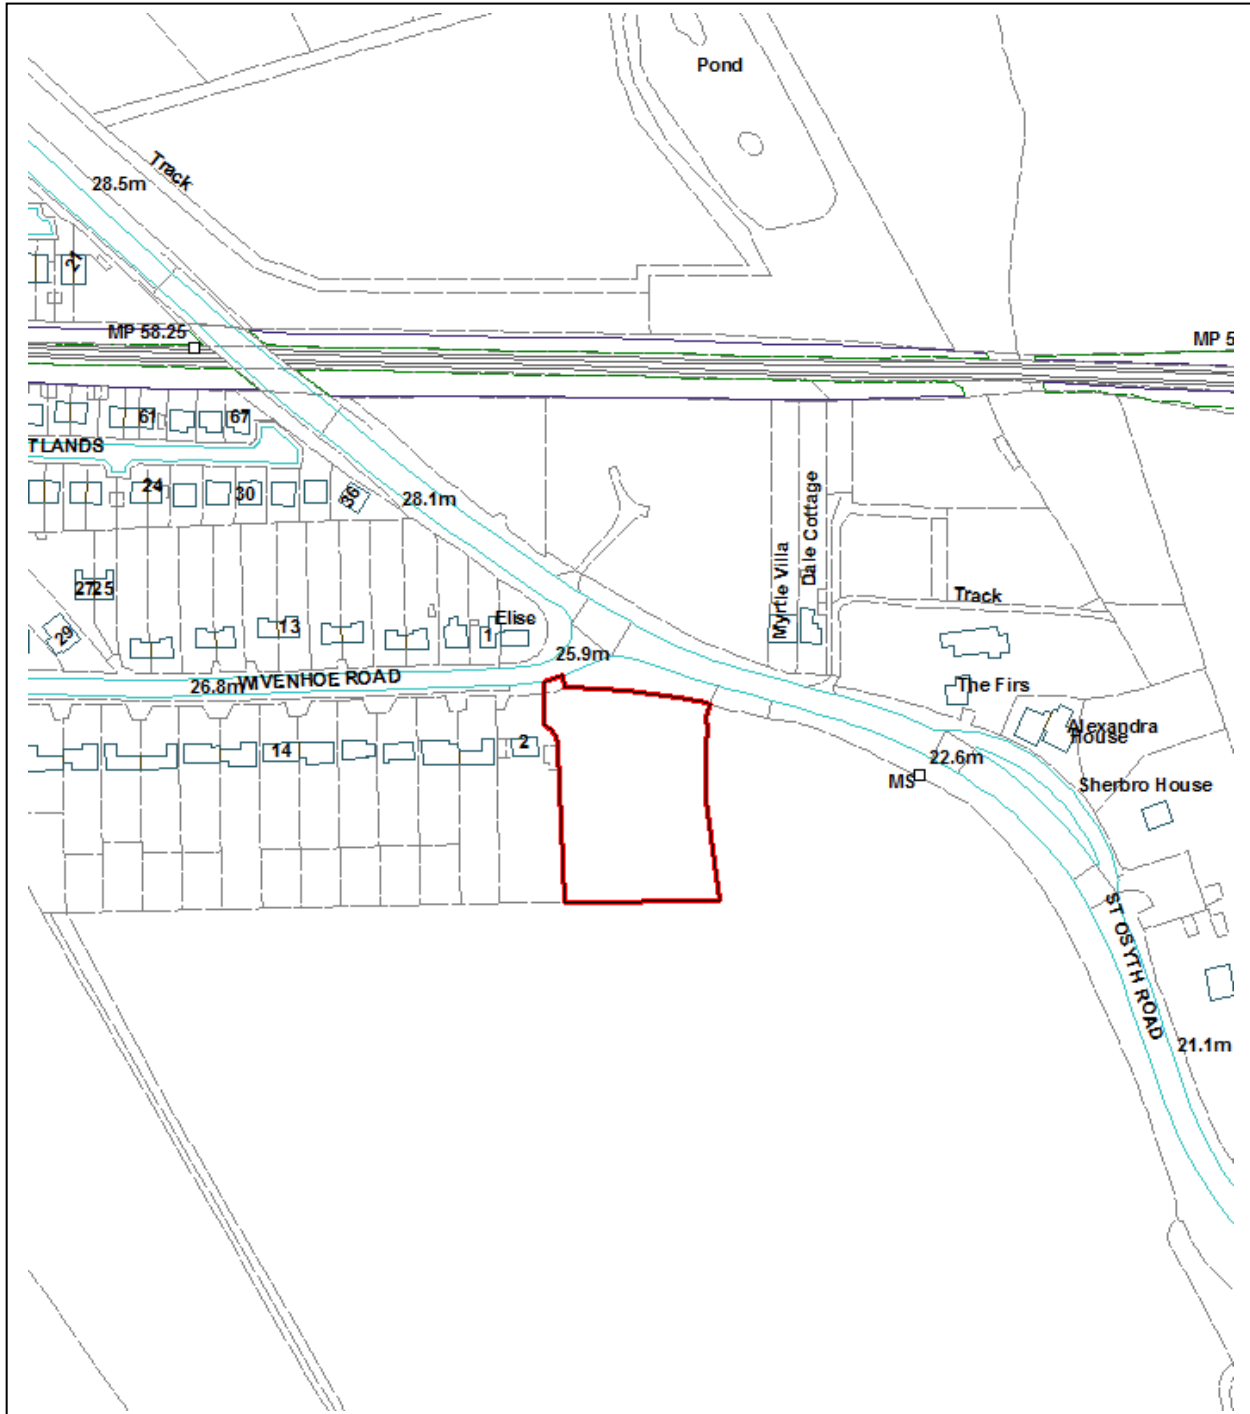 Pond
Track
28.5m
21
MP 58.25
MP 5
61
67
TLANDS
24
30
36
28.1m
Myrtle Villa
Dale Cottage
2725
Track
29
13
Elise
1
25.9m
WIVENHOE ROAD
26.8m
The Firs
Alexandra
House
14
2
22.6m
MS
Sherbro House
ST OSYTH ROAD
21.1m